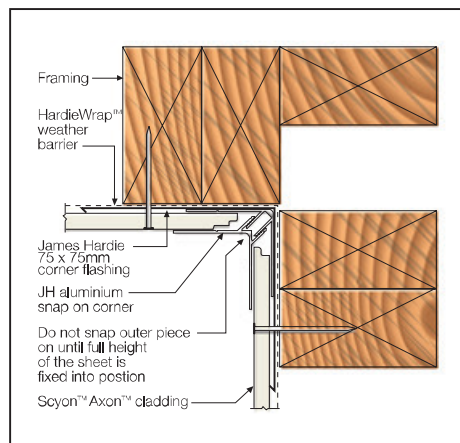 Framing
HardieWrap™
weather
barrier
James Hardie
75 x 75mm
corner flashing
JH aluminium
snap on corner
Do not snap outer piece
on until full height
of the sheet is
fixed into postion
Scyon™ Axon™ cladding